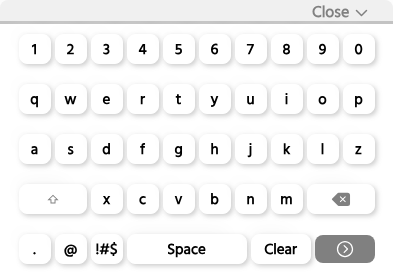 Close
1 2 3 4 5 6 7 8 9 0
q w e r t y u i o p
a s d f g h j k l z
x c v b n m
. @ !#$ Space Clear